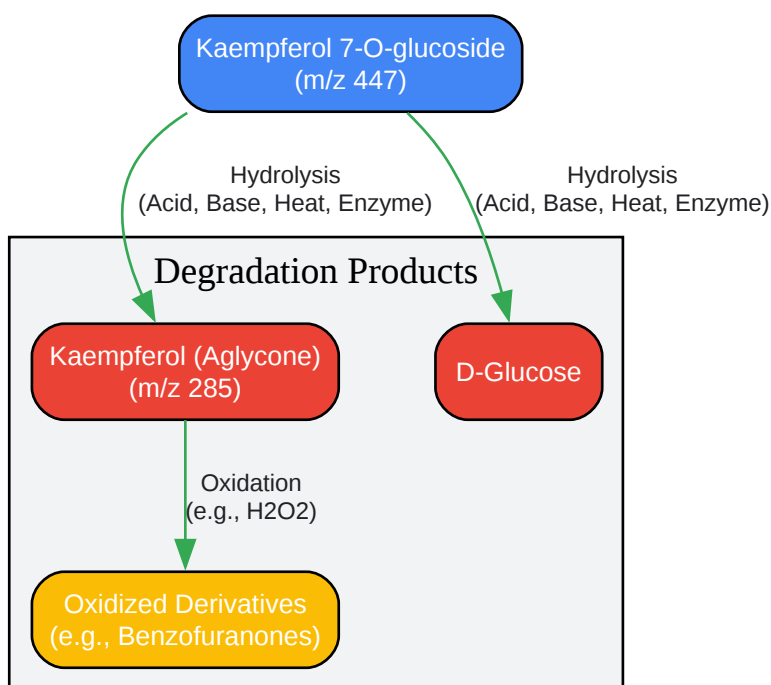 Kaempferol 7-O-glucoside
(m/z 447)
Hydrolysis
(Acid, Base, Heat, Enzyme)
Hydrolysis
(Acid, Base, Heat, Enzyme)
Degradation Products
Kaempferol (Aglycone)
(m/z 285)
D-Glucose
Oxidation
(e.g., H2O2)
Oxidized Derivatives
(e.g., Benzofuranones)